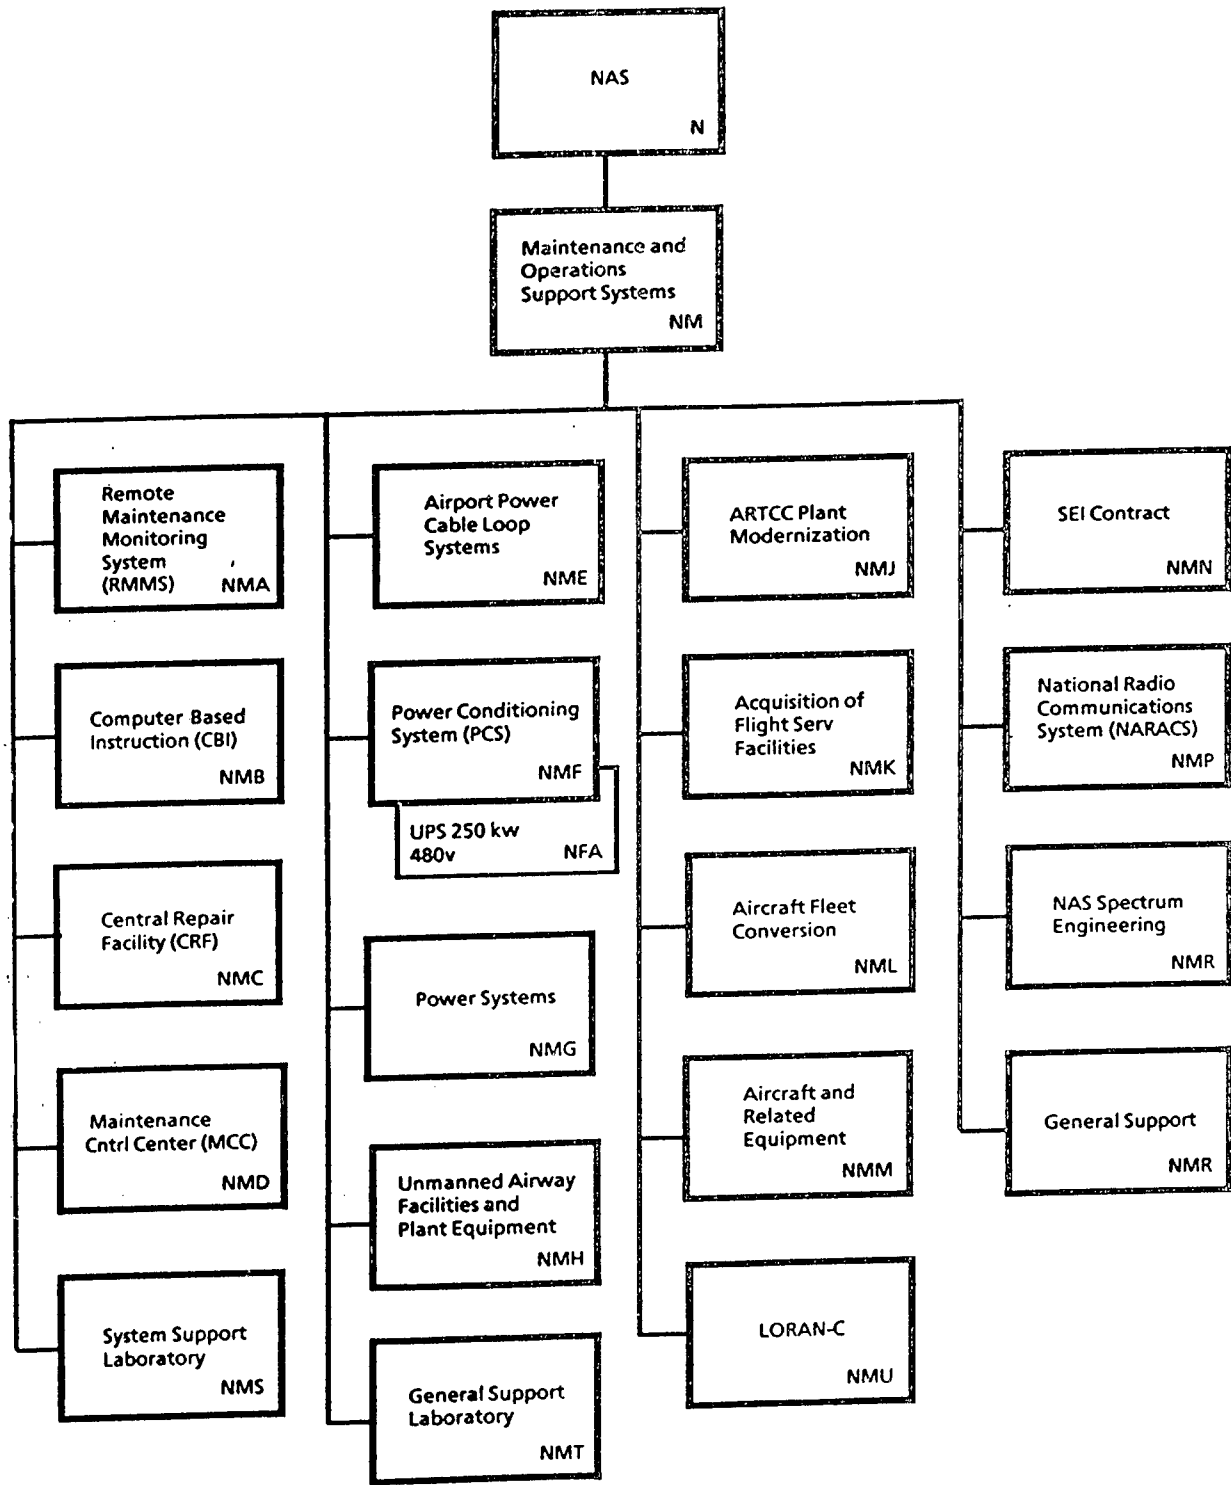 NAS
N
Maintenance and
Operations
Support Systems
NM
Remote
Maintenance
Monitoring
System
(RMMS) NMA
Computer Based
Instruction (CBI)
NMB
Central Repair
Facility (CRF)
NMC
Maintenance
Cntrl Center (MCC)
NMD
System Support
Laboratory
NMS
Airport Power
Cable Loop
Systems
NME
Power Conditioning
System (PCS)
NMF
UPS 250 kw
480v NFA
Power Systems
NMG
Unmanned Airway
Facilities and
Plant Equipment
NMH
General Support
Laboratory
NMT
ARTCC Plant
Modernization
NMJ
Acquisition of
Flight Serv
Facilities
NMK
Aircraft Fleet
Conversion
NML
Aircraft and
Related
Equipment
NMM
LORAN-C
NMU
SEI Contract
NMN
National Radio
Communications
System (NARACS)
NMP
NAS Spectrum
Engineering
NMR
General Support
NMR